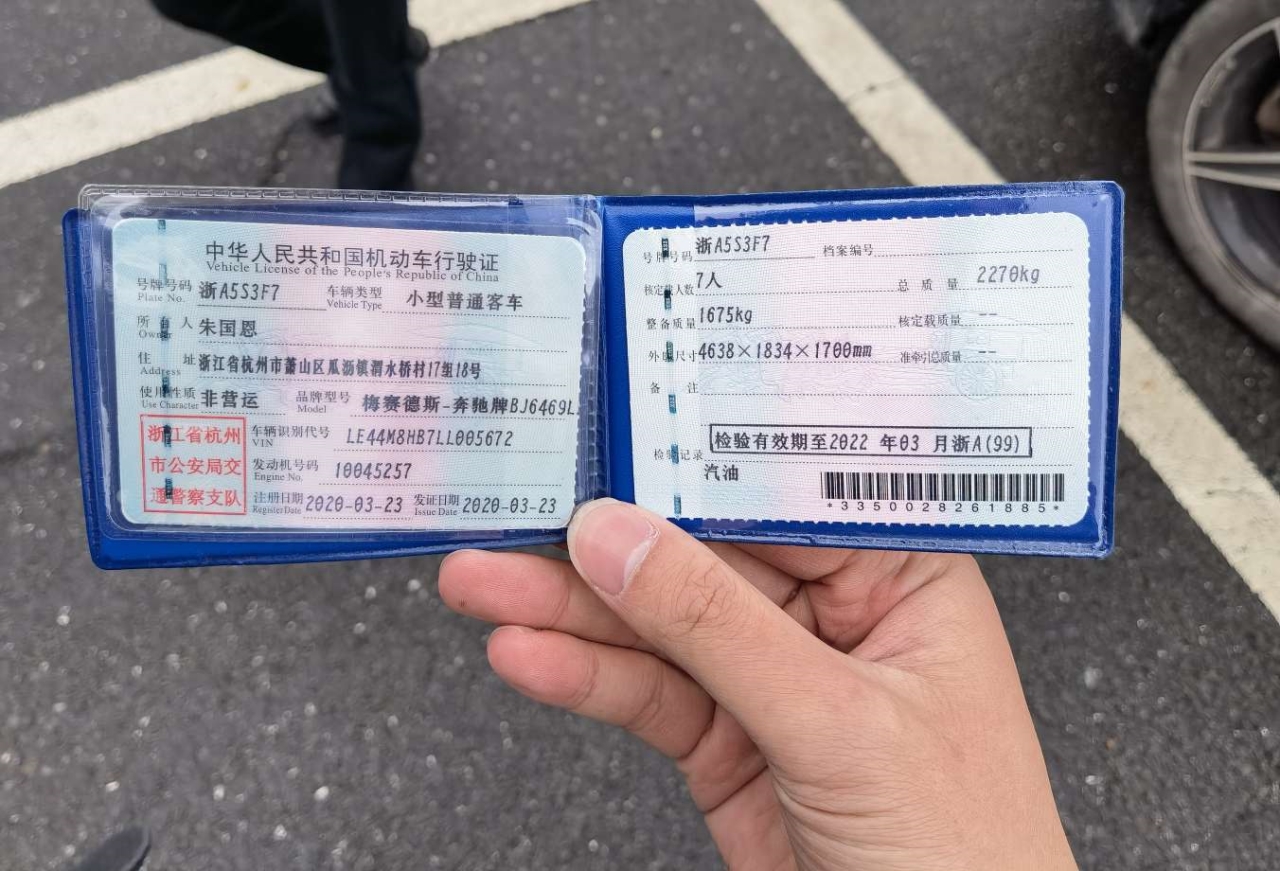 中华人民共和国机动车行驶证
Vehicle License of the People's Republic of China
号牌号码 浙A5S3F7 车辆类型 小型普通客车
Plate No. Vehicle Type
所有人 朱国恩
Owner
住址 浙江省杭州市萧山区瓜沥镇渭水桥村17组18号
Address
使用性质 非营运 品牌型号 梅赛德斯-奔驰牌BJ6469L
Use Character Model
浙江省杭州
市公安局交
通警察支队
车辆识别代号 LE44M8HB7LL005672
VIN
发动机号码 10045257
Engine No.
注册日期 2020-03-23 发证日期 2020-03-23
Register Date Issue Date
号牌号码 浙A5S3F7 档案编号
核定载人数 7人 总质量 2270kg
整备质量 1675kg 核定载质量 --
外廓尺寸 4638×1834×1700mm 准牵引总质量 --
备注
检验记录 检验有效期至2022 年03 月浙A(99)
汽油
*3350028261885*